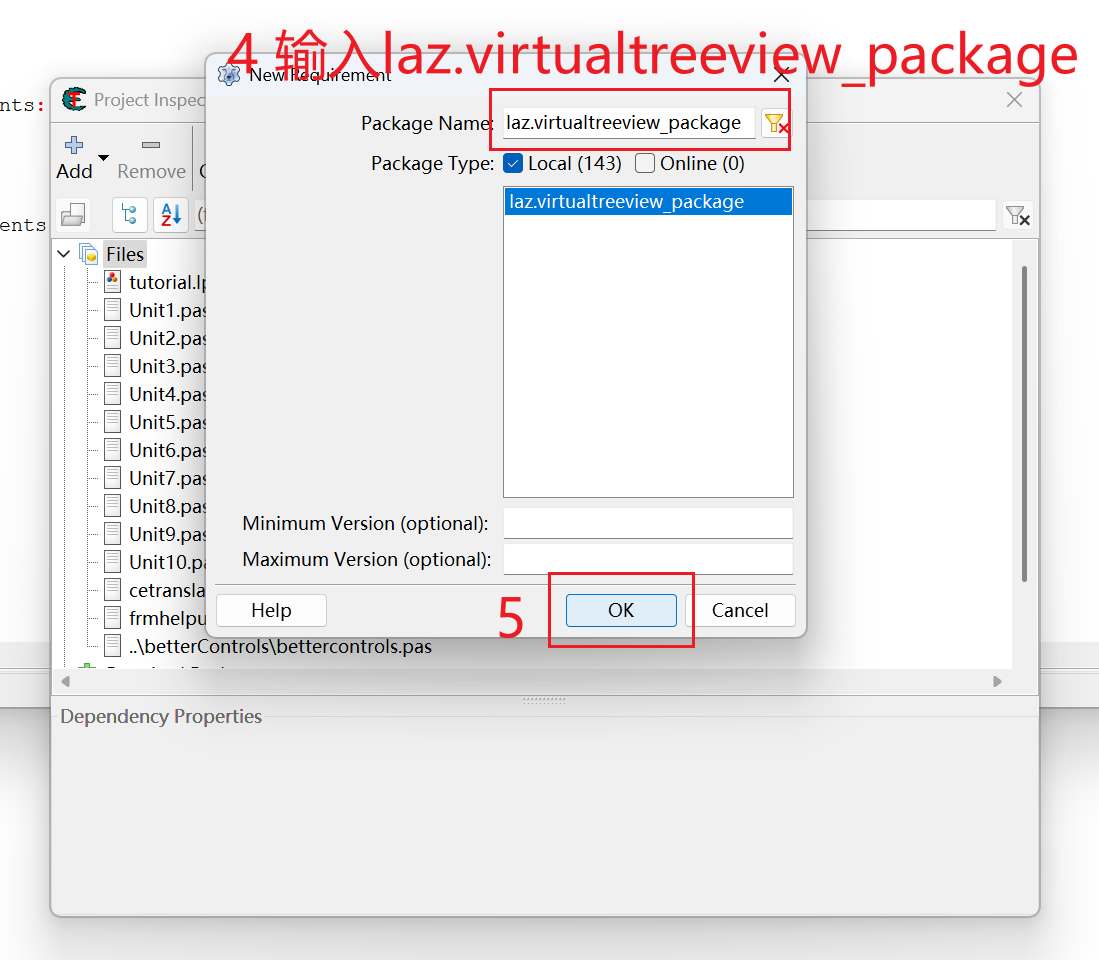 4 输入laz.virtualtreeview_package
New Requirement
nts:
Project Inspec
Package Name:
laz.virtualtreeview_package
Add
Remove
Package Type:
Local (143)
Online (0)
ents
laz.virtualtreeview_package
Files
tutorial.lp
Unit1.pas
Unit2.pas
Unit3.pas
Unit4.pas
Unit5.pas
Unit6.pas
Unit7.pas
Unit8.pas
Unit9.pas
Unit10.pa
cetransla
frmhelpu
..\betterControls\bettercontrols.pas
Minimum Version (optional):
Maximum Version (optional):
Help
5
OK
Cancel
Dependency Properties